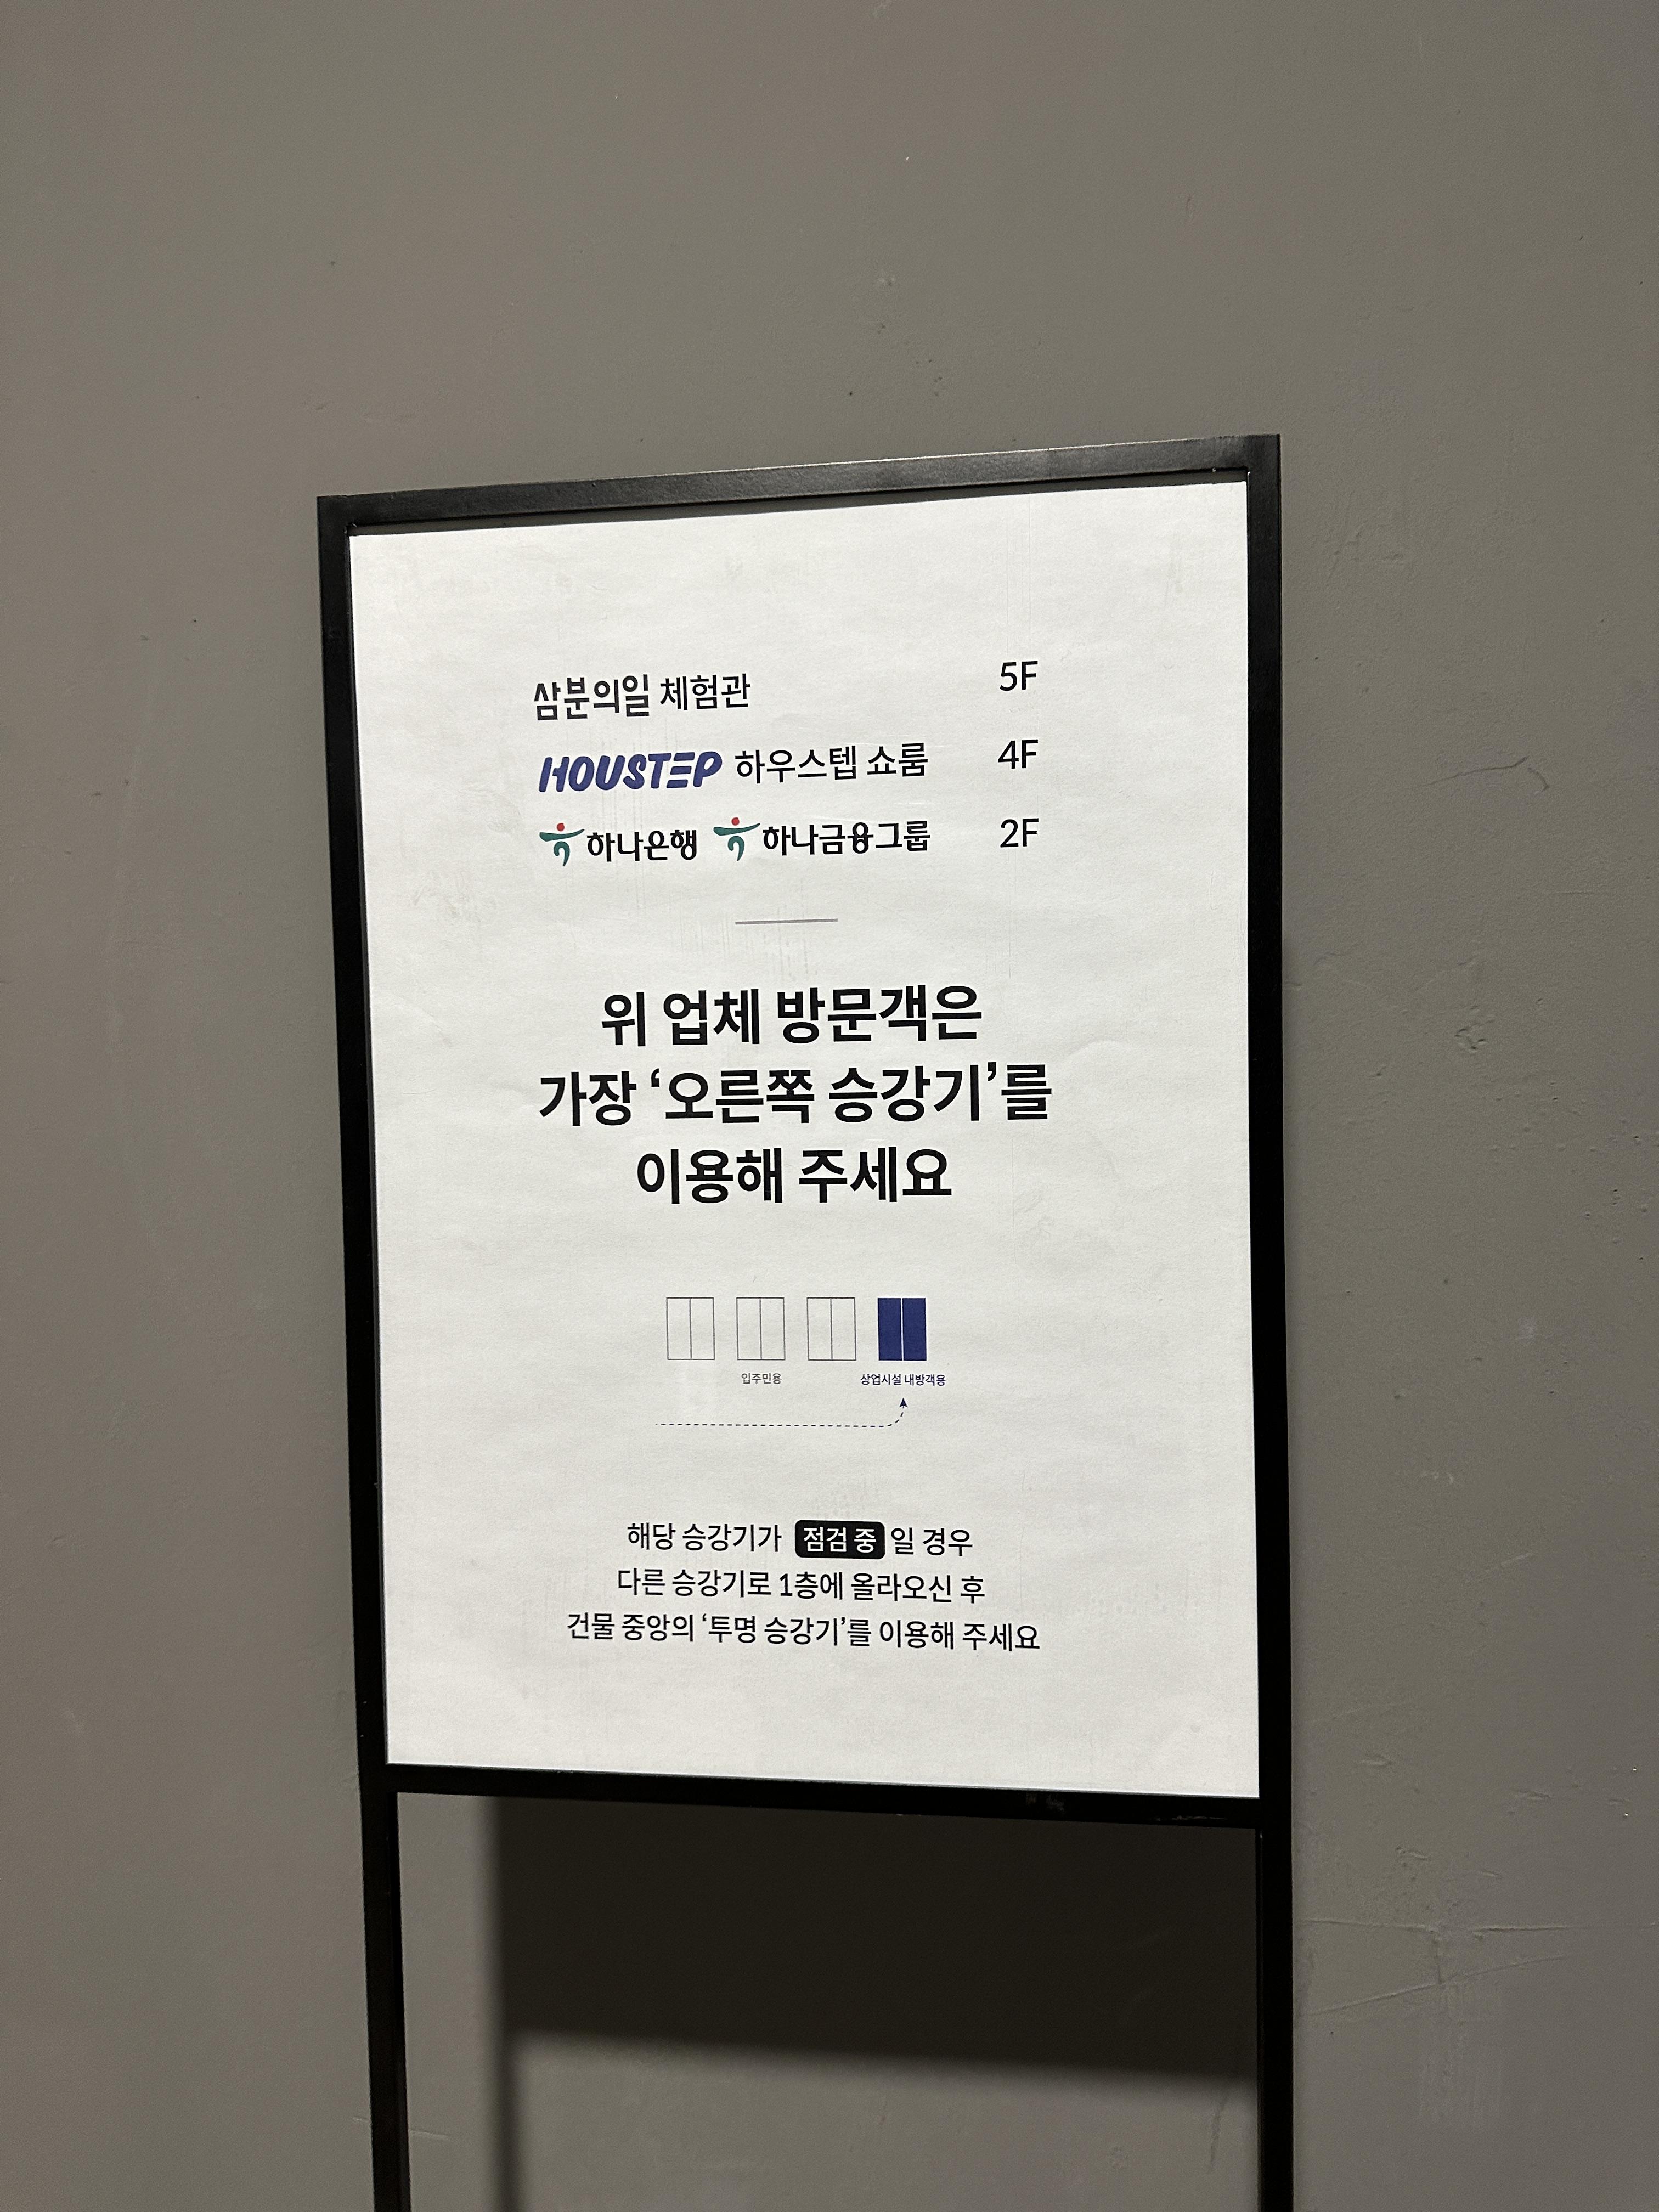 삼분의일 체험관 5F
HOUSTEP 하우스텝 쇼룸 4F
하나은행 하나금융그룹 2F
위 업체 방문객은
가장 ‘오른쪽 승강기’를
이용해 주세요
입주민용 상업시설 내방객용
해당 승강기가 점검 중 일 경우
다른 승강기로 1층에 올라오신 후
건물 중앙의 ‘투명 승강기’를 이용해 주세요